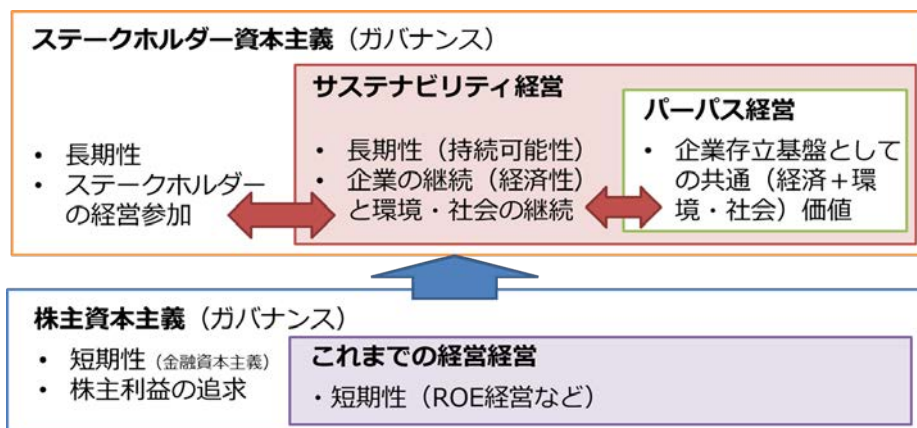 ステークホルダー資本主義（ガバナンス）
・ 長期性
・ ステークホルダー
の経営参加
サステナビリティ経営
・ 長期性（持続可能性）
・ 企業の継続（経済性）
と環境・社会の継続
パーパス経営
・ 企業存立基盤として
の共通（経済＋環
境・社会）価値
株主資本主義（ガバナンス）
・ 短期性（金融資本主義）
・ 株主利益の追求
これまでの経営経営
・短期性（ROE経営など）